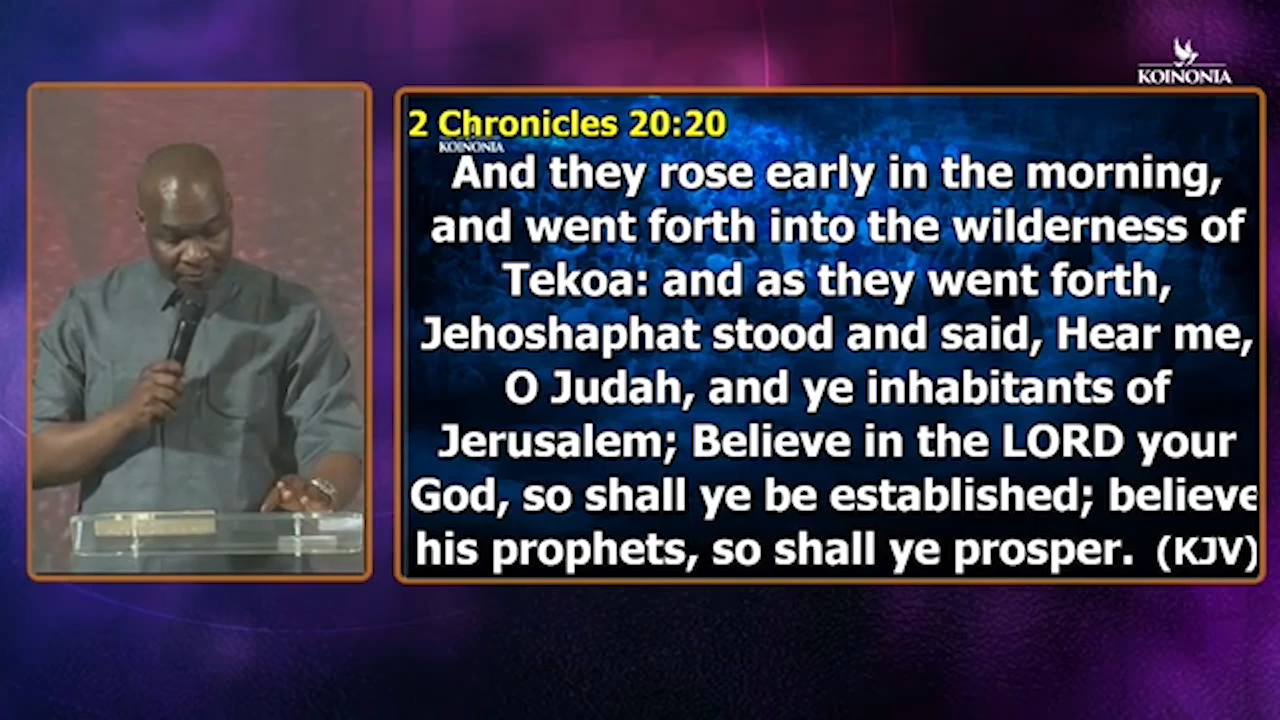 KOINONIA
2 Chronicles 20:20
KOINONIA
And they rose early in the morning,
and went forth into the wilderness of
Tekoa: and as they went forth,
Jehoshaphat stood and said, Hear me,
O Judah, and ye inhabitants of
Jerusalem; Believe in the LORD your
God, so shall ye be established; believe
his prophets, so shall ye prosper. (KJV)